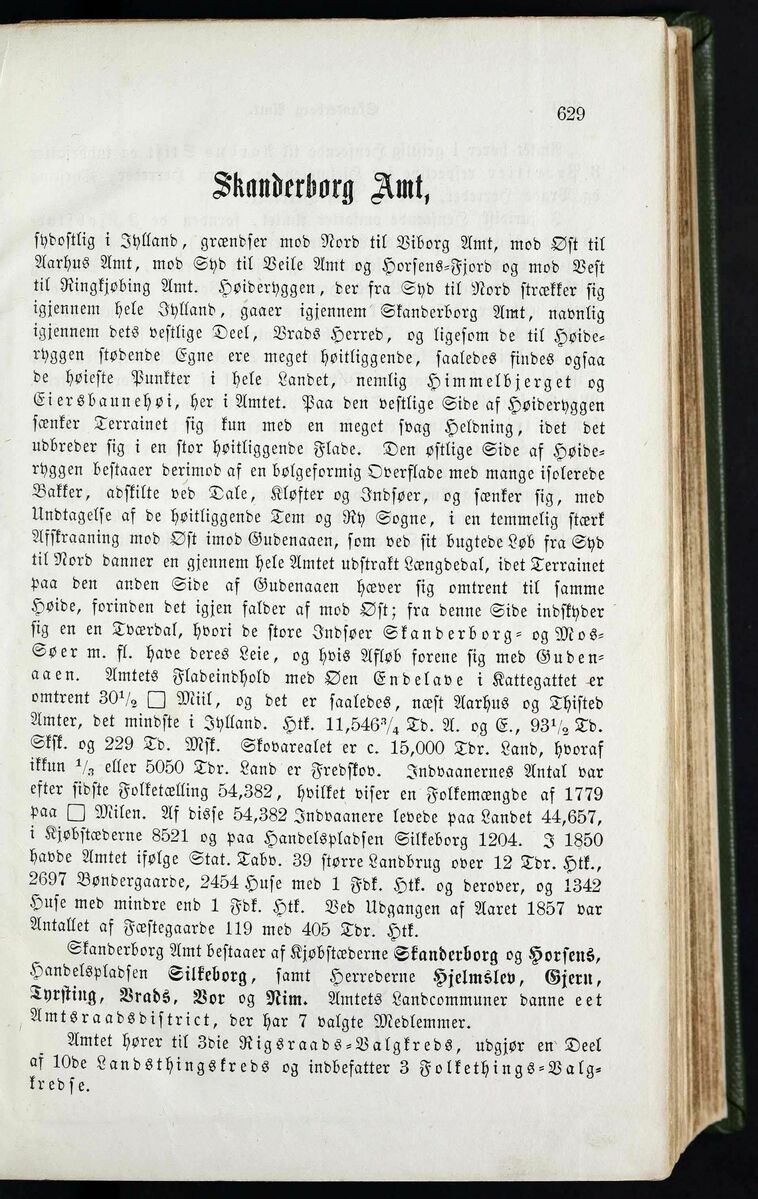 629
Skanderborg Amt,
sydostlig i Jylland, grændser mod Nord til Viborg Amt, mod Øst til
Aarhus Amt, mod Syd til Veile Amt og Horsens-Fjord og mod Vest
til Ringkjøbing Amt. Høideryggen, der fra Syd til Nord strækker sig
igjennem hele Jylland, gaaer igjennem Skanderborg Amt, navnlig
igjennem dets vestlige Deel, Vrads Herred, og ligesom de til Høide-
ryggen stødende Egne ere meget høitliggende, saaledes findes ogsaa
de høieste Punkter i hele Landet, nemlig Himmelbjerget og
Eiersbaunehøi, her i Amtet. Paa den vestlige Side af Høideryggen
sænker Terrainet sig kun med en meget svag Heldning, idet det
udbreder sig i en stor høitliggende Flade. Den østlige Side af Høide-
ryggen bestaaer derimod af en bølgeformig Overflade med mange isolerede
Bakker, adskilte ved Dale, Kløfter og Indsøer, og sænker sig, med
Undtagelse af de høitliggende Tem og Ry Sogne, i en temmelig stærk
Afskraaning mod Øst imod Gudenaaen, som ved sit bugtede Løb fra Syd
til Nord danner en gjennem hele Amtet udstrakt Længdedal, idet Terrainet
paa den anden Side af Gudenaaen hæver sig omtrent til samme
Høide, forinden det igjen falder af mod Øst; fra denne Side indskyder
sig en en Tværdal, hvori de store Indsøer Skanderborg- og Mos-
Søer m. fl. have deres Leie, og hvis Afløb forene sig med Guden-
aaen. Amtets Fladeindhold med Øen Endelave i Kattegattet er
omtrent 30½ □ Miil, og det er saaledes, næst Aarhus og Thisted
Amter, det mindste i Jylland. Htk. 11,546¾ Td. A. og E., 93½ Td.
Sksk. og 229 Td. Msk. Skovarealet er c. 15,000 Tdr. Land, hvoraf
ikkun ⅓ eller 5050 Tdr. Land er Fredskov. Indvaanernes Antal var
efter sidste Folketælling 54,382, hvilket viser en Folkemængde af 1779
paa □ Milen. Af disse 54,382 Indvaanere levede paa Landet 44,657,
i Kjøbstæderne 8521 og paa Handelspladsen Silkeborg 1204. I 1850
havde Amtet ifølge Stat. Tabv. 39 større Landbrug over 12 Tdr. Htk.,
2697 Bøndergaarde, 2454 Huse med 1 Fdk. Htk. og derover, og 1342
Huse med mindre end 1 Fdk. Htk. Ved Udgangen af Aaret 1857 var
Antallet af Fæstegaarde 119 med 405 Tdr. Htk.
Skanderborg Amt bestaaer af Kjøbstæderne Skanderborg og Horsens,
Handelspladsen Silkeborg, samt Herrederne Hjelmslev, Gjern,
Tyrsting, Vrads, Vor og Nim. Amtets Landcommuner danne eet
Amtsraadsdistrict, der har 7 valgte Medlemmer.
Amtet hører til 3die Rigsraads-Valgkreds, udgjør en Deel
af 10de Landsthingskreds og indbefatter 3 Folkethings-Valg-
kredse.